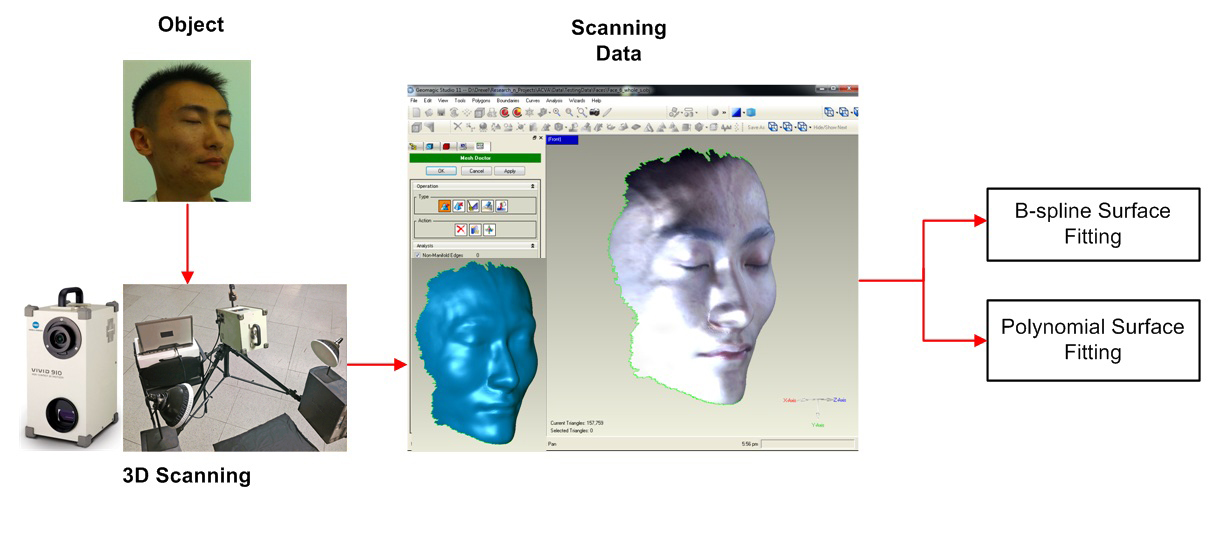 Object
Scanning
Data
Geomagic Studio 11
File Edit View Tools Polygons Boundaries Curves Analysis Wizards Help
Save As
Hide/Show Next
[Front]
Mesh Doctor
OK Cancel Apply
Operation
Type
Action
Analysis
Non-Manifold Edges 0
X-Axis
Z-Axis
Y-Axis
Current Triangles: 157,759
Selected Triangles: 0
Pan
5:56 pm
VIVID 910
3D Scanning
B-spline Surface
Fitting
Polynomial Surface
Fitting